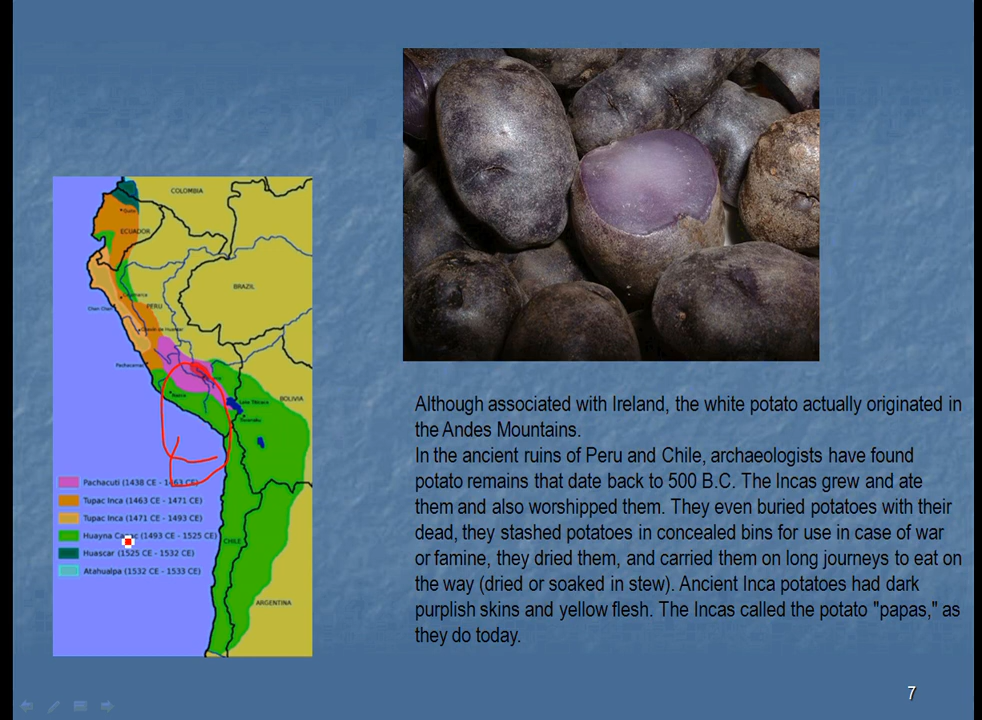 COLOMBIA
Quito
ECUADOR
BRAZIL
Cajamarca
Chan Chan
PERU
Chavín de Huantar
Pachacamac
Nazca
BOLIVIA
Lake Titicaca
Tiwanaku
CHILE
ARGENTINA
Pachacuti (1438 CE - 1463 CE)
Tupac Inca (1463 CE - 1471 CE)
Tupac Inca (1471 CE - 1493 CE)
Huayna Capac (1493 CE - 1525 CE)
Huascar (1525 CE - 1532 CE)
Atahualpa (1532 CE - 1533 CE)
Although associated with Ireland, the white potato actually originated in
the Andes Mountains.
In the ancient ruins of Peru and Chile, archaeologists have found
potato remains that date back to 500 B.C. The Incas grew and ate
them and also worshipped them. They even buried potatoes with their
dead, they stashed potatoes in concealed bins for use in case of war
or famine, they dried them, and carried them on long journeys to eat on
the way (dried or soaked in stew). Ancient Inca potatoes had dark
purplish skins and yellow flesh. The Incas called the potato "papas," as
they do today.
7